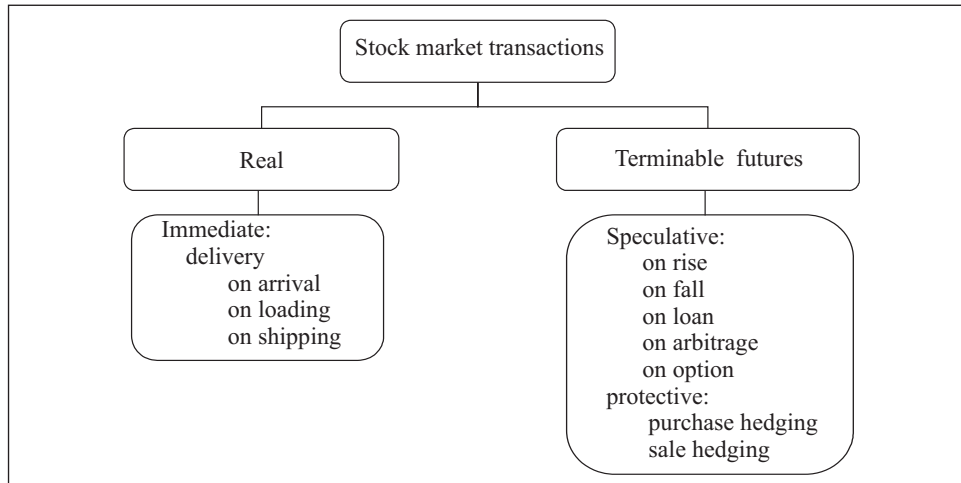 Stock market transactions
Real
Immediate:
delivery
on arrival
on loading
on shipping
Terminable futures
Speculative:
on rise
on fall
on loan
on arbitrage
on option
protective:
purchase hedging
sale hedging